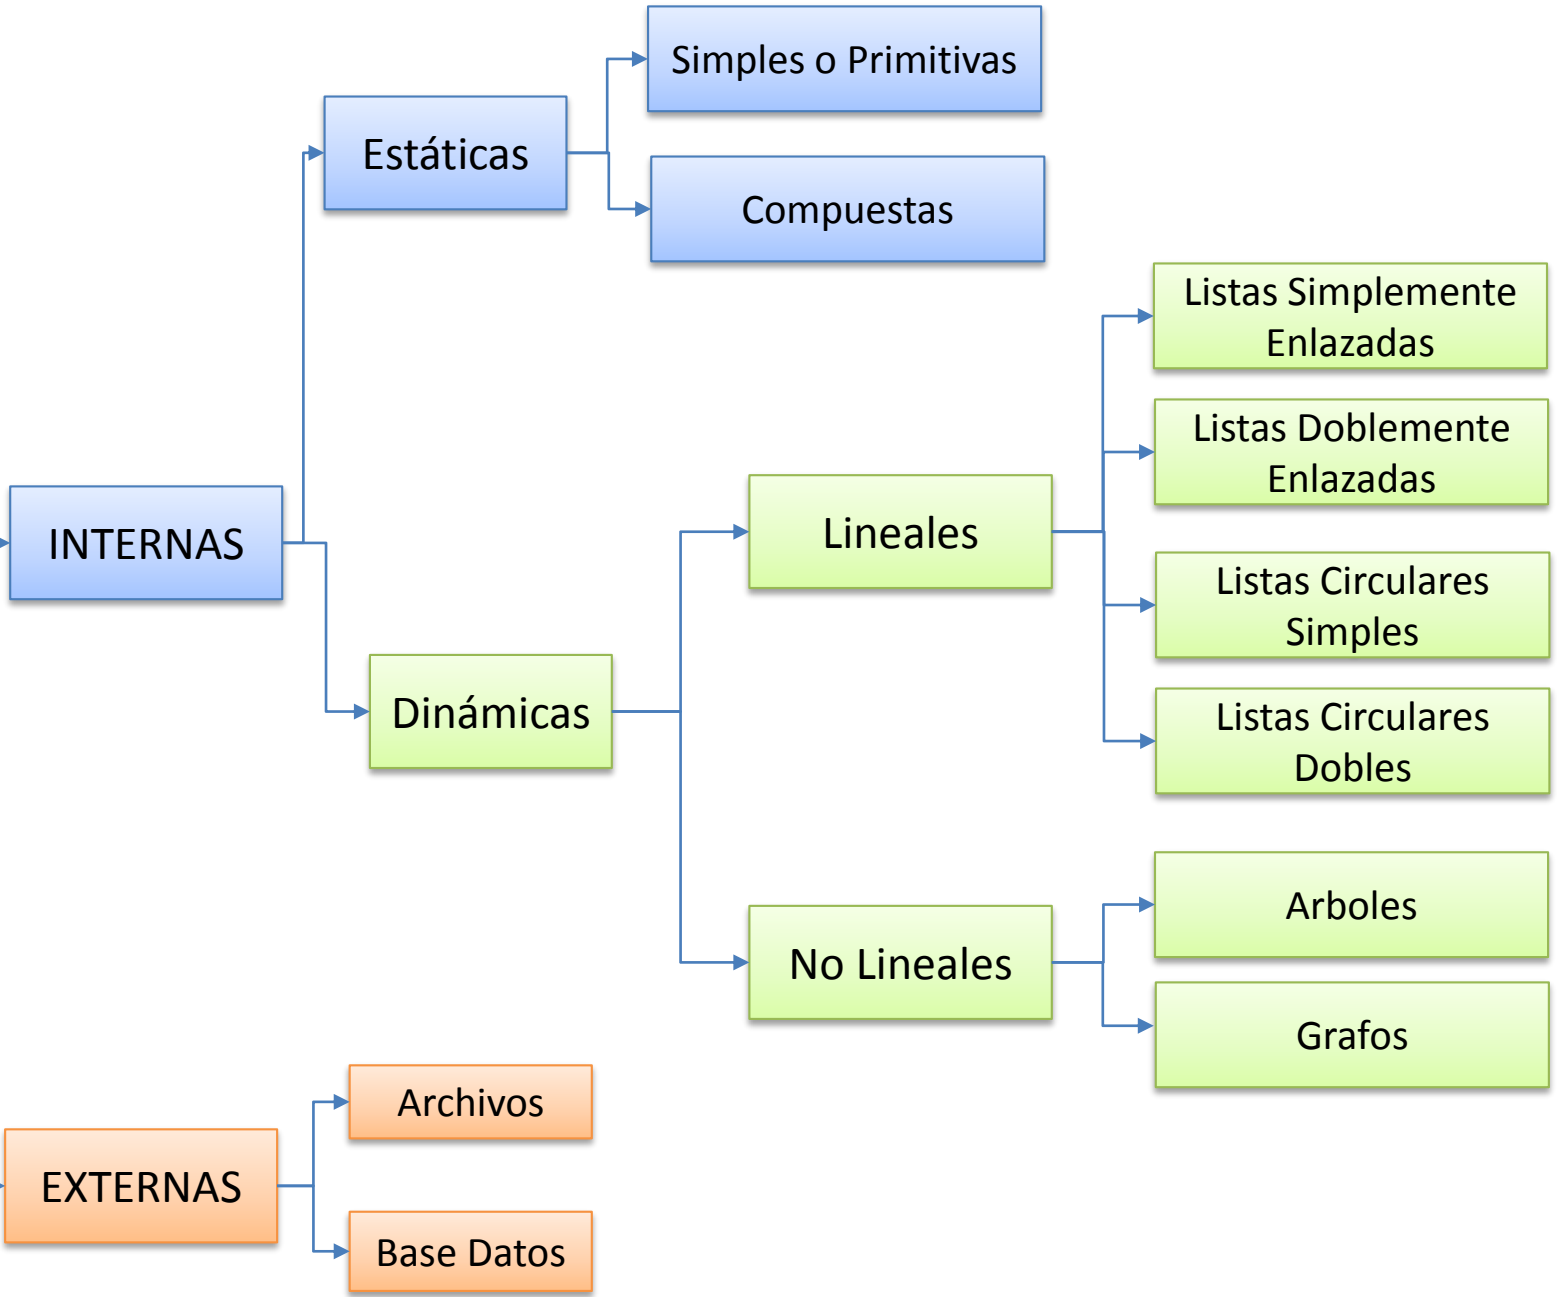 Simples o Primitivas
Estáticas
Compuestas
Listas Simplemente
Enlazadas
Listas Doblemente
Enlazadas
Lineales
INTERNAS
Listas Circulares
Simples
Dinámicas
Listas Circulares
Dobles
Arboles
No Lineales
Grafos
Archivos
EXTERNAS
Base Datos